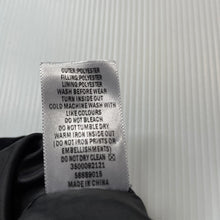 OUTER:POLYESTER
FILLING:POLYESTER
LINING:POLYESTER
WASH BEFORE WEAR
TURN INSIDE OUT
COLD MACHINE WASH WITH
LIKE COLOURS
DO NOT BLEACH
DO NOT TUMBLE DRY
WARM IRON INSIDE OUT
(DO NOT IRON PRINTS OR
EMBELLISHMENTS)
DO NOT DRY CLEAN
3500092121
58889015
MADE IN CHINA